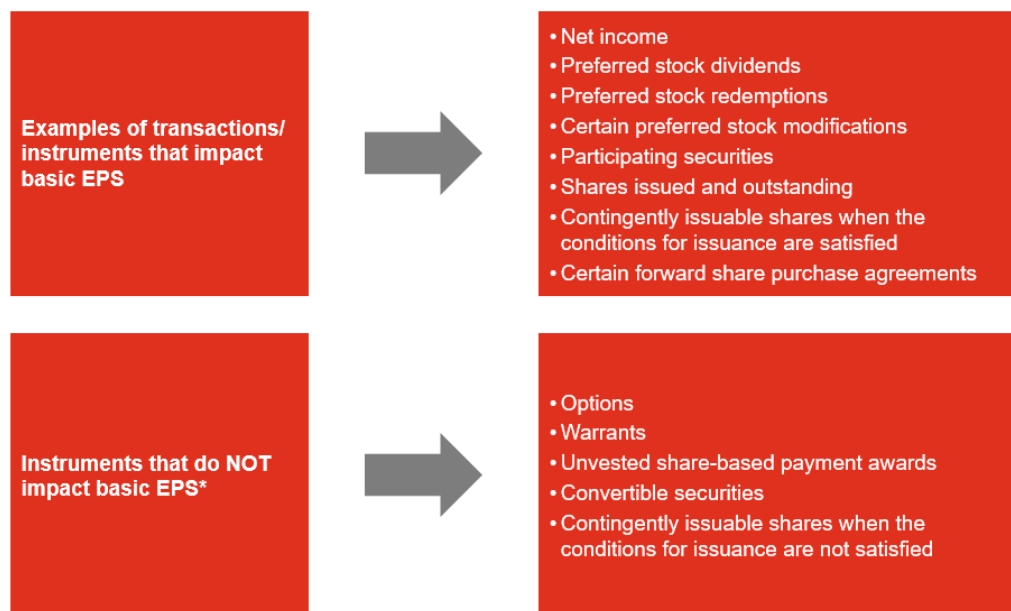 Examples of transactions/
instruments that impact
basic EPS
• Net income
• Preferred stock dividends
• Preferred stock redemptions
• Certain preferred stock modifications
• Participating securities
• Shares issued and outstanding
• Contingently issuable shares when the
conditions for issuance are satisfied
• Certain forward share purchase agreements
Instruments that do NOT
impact basic EPS*
• Options
• Warrants
• Unvested share-based payment awards
• Convertible securities
• Contingently issuable shares when the
conditions for issuance are not satisfied